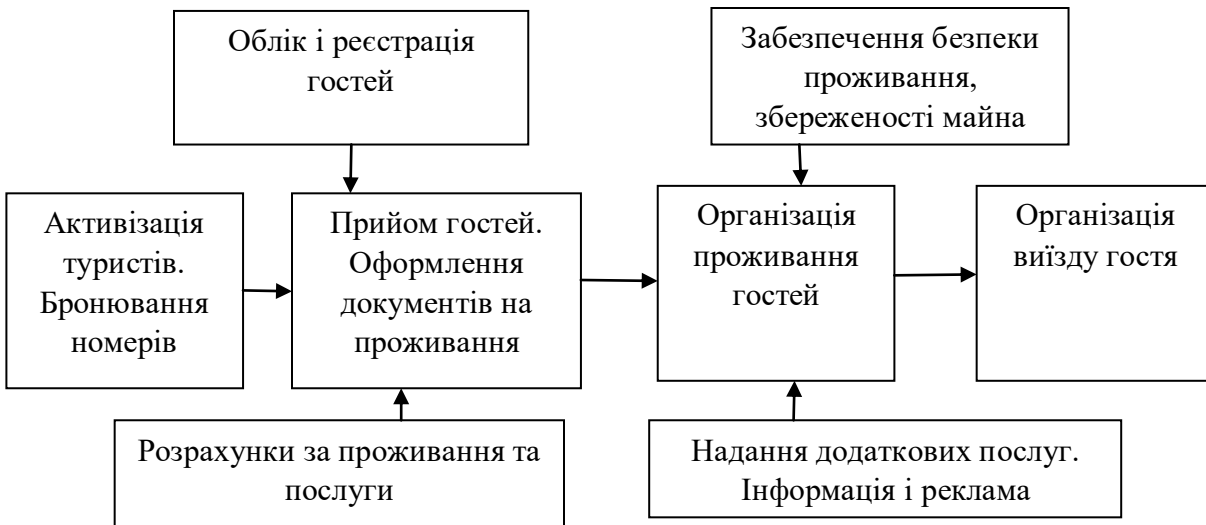 Облік і реєстрація
гостей
Забезпечення безпеки
проживання,
збереженості майна
Активізація
туристів.
Бронювання
номерів
Прийом гостей.
Оформлення
документів на
проживання
Організація
проживання
гостей
Організація
виїзду гостя
Розрахунки за проживання та
послуги
Надання додаткових послуг.
Інформація і реклама